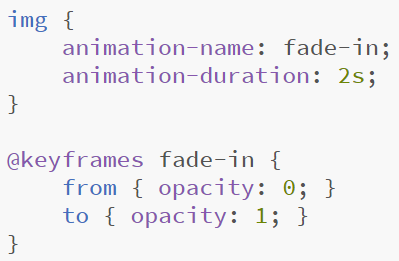 img {
    animation-name: fade-in;
    animation-duration: 2s;
}

@keyframes fade-in {
    from { opacity: 0; }
    to { opacity: 1; }
}